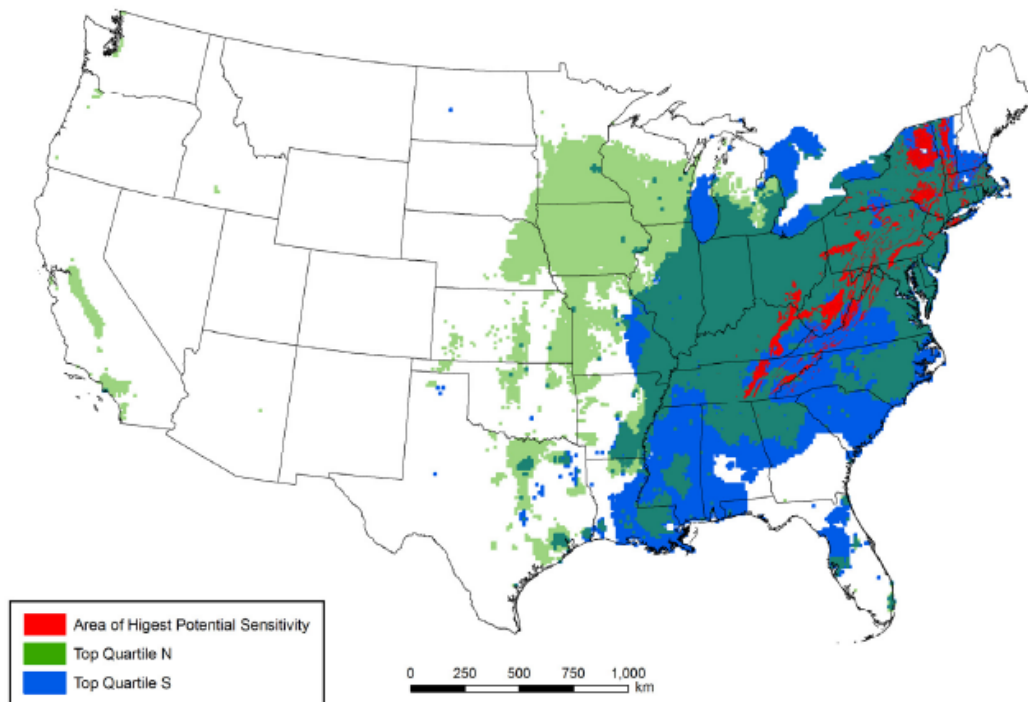 Area of Higest Potential Sensitivity
Top Quartile N
Top Quartile S
0 250 500 750 1,000
km